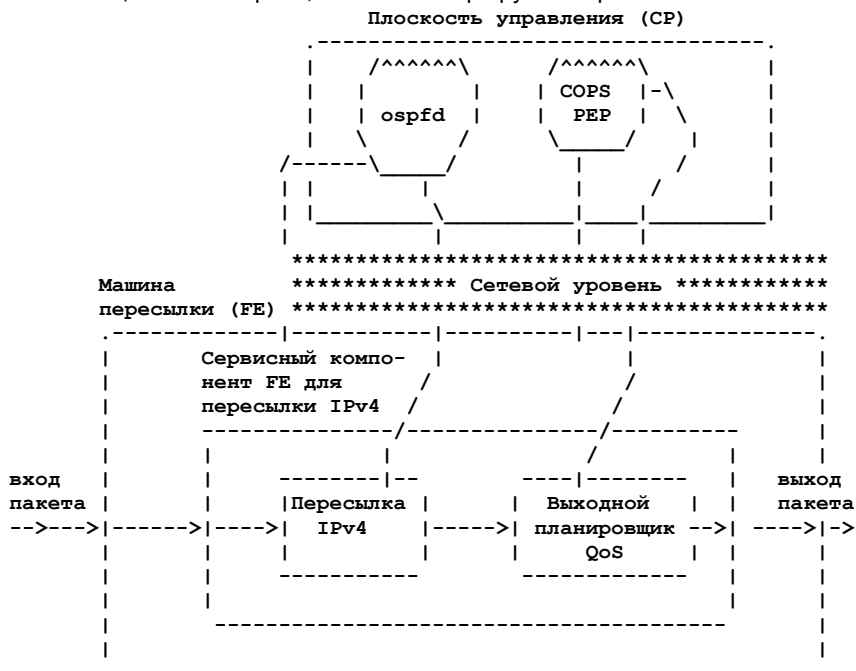 Плоскость управления (CP)
ospfd
COPS
PEP
Машина
пересылки (FE)
Сетевой уровень
Сервисный компо-
нент FE для
пересылки IPv4
вход
пакета
Пересылка
IPv4
Выходной
планировщик
QoS
выход
пакета